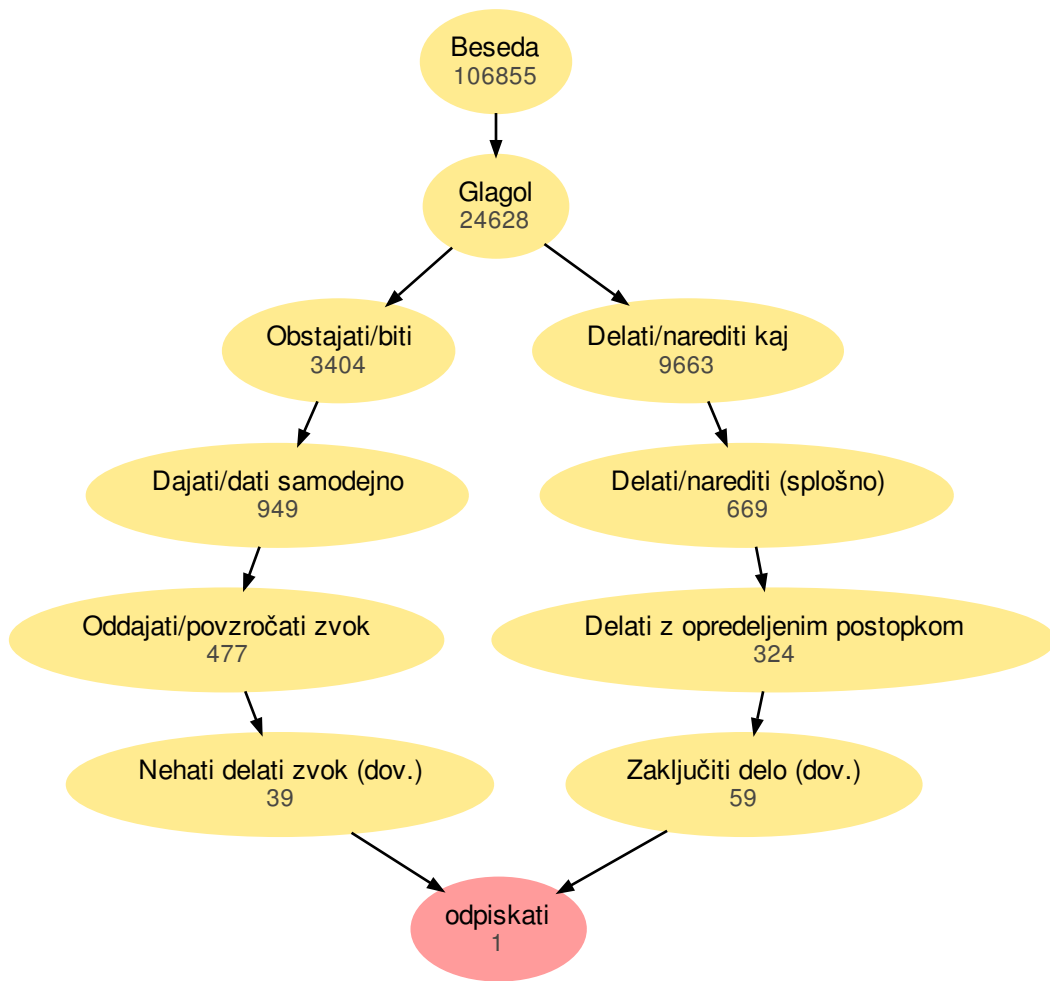 Beseda
106855
Glagol
24628
Obstajati/biti
3404
Delati/narediti kaj
9663
Dajati/dati samodejno
949
Delati/narediti (splošno)
669
Oddajati/povzročati zvok
477
Delati z opredeljenim postopkom
324
Nehati delati zvok (dov.)
39
Zaključiti delo (dov.)
59
odpiskati
1